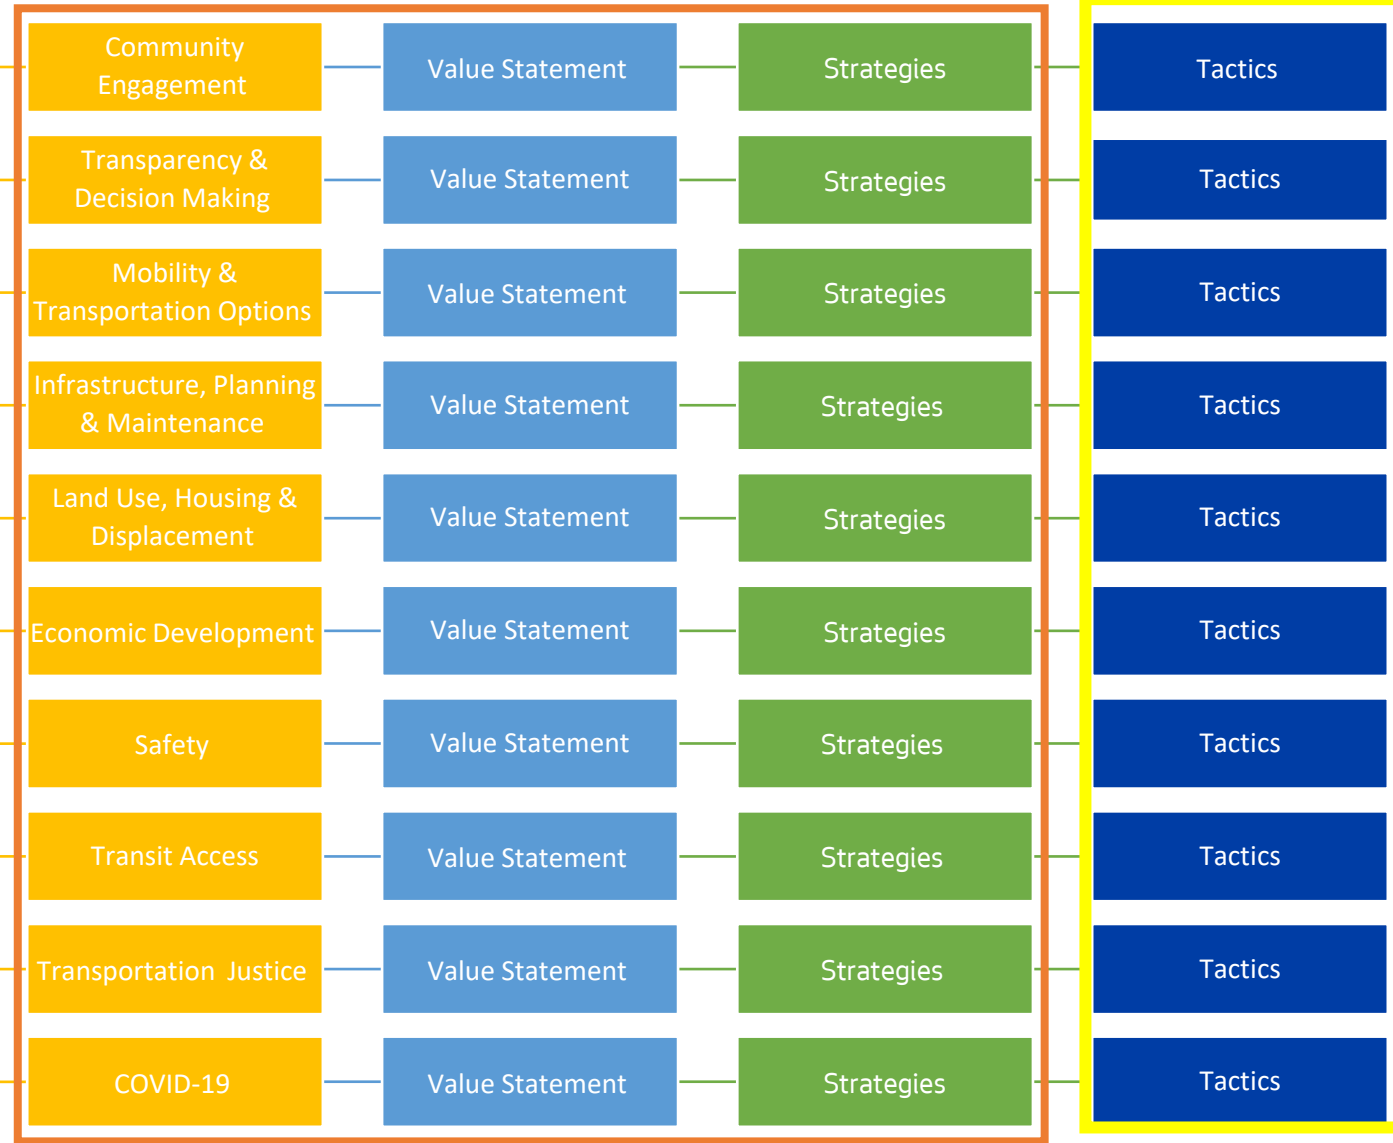 Community
Engagement
Value Statement
Strategies
Tactics
Transparency &
Decision Making
Value Statement
Strategies
Tactics
Mobility &
Transportation Options
Value Statement
Strategies
Tactics
Infrastructure, Planning
& Maintenance
Value Statement
Strategies
Tactics
Land Use, Housing &
Displacement
Value Statement
Strategies
Tactics
Economic Development
Value Statement
Strategies
Tactics
Safety
Value Statement
Strategies
Tactics
Transit Access
Value Statement
Strategies
Tactics
Transportation Justice
Value Statement
Strategies
Tactics
COVID-19
Value Statement
Strategies
Tactics